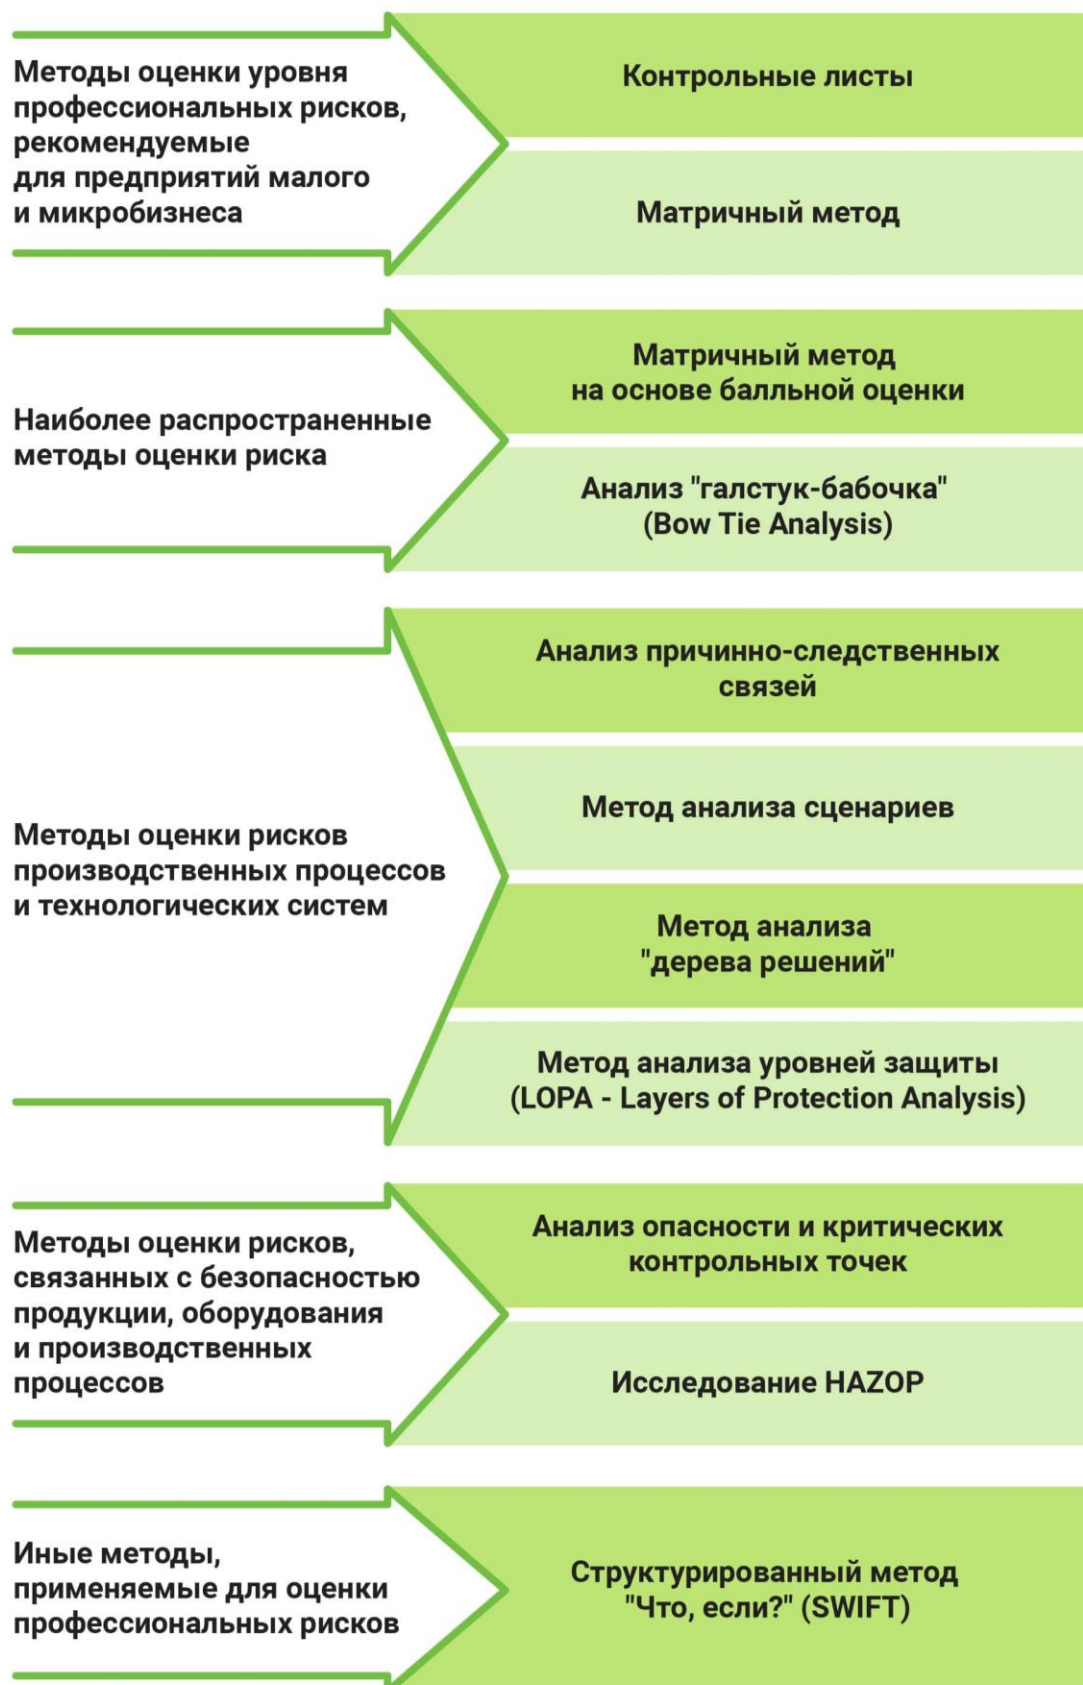 Методы оценки уровня
профессиональных рисков,
рекомендуемые
для предприятий малого
и микробизнеса
Контрольные листы
Матричный метод
Наиболее распространенные
методы оценки риска
Матричный метод
на основе балльной оценки
Анализ "галстук-бабочка"
(Bow Tie Analysis)
Методы оценки рисков
производственных процессов
и технологических систем
Анализ причинно-следственных
связей
Метод анализа сценариев
Метод анализа
"дерева решений"
Метод анализа уровней защиты
(LOPA - Layers of Protection Analysis)
Методы оценки рисков,
связанных с безопасностью
продукции, оборудования
и производственных
процессов
Анализ опасности и критических
контрольных точек
Исследование HAZOP
Иные методы,
применяемые для оценки
профессиональных рисков
Структурированный метод
"Что, если?" (SWIFT)